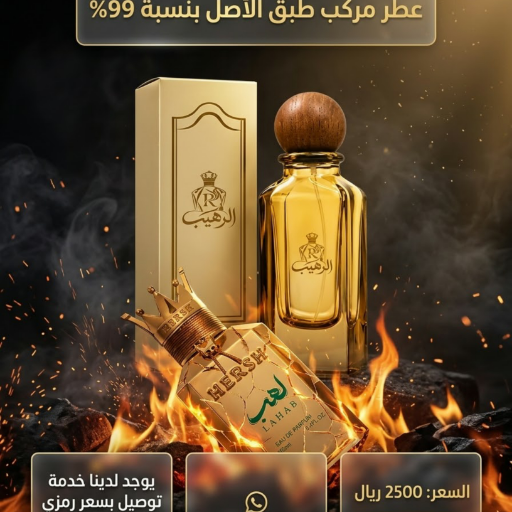 عطر مركب طبق الأصل بنسبة 99%
R
الرهيب
R
الرهيب
HERSH
لهب
LAHAB
EAU DE PARFUM
يوجد لدينا خدمة
توصيل بسعر رمزي
السعر: 2500 ريال